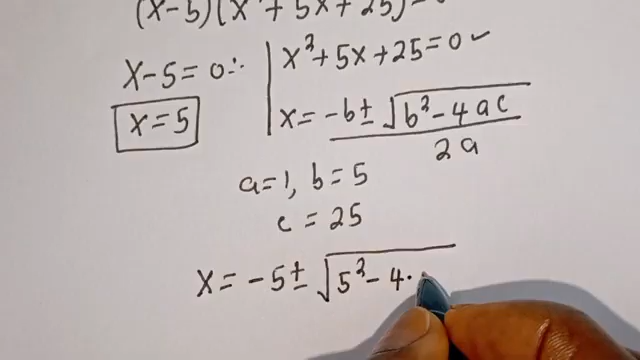 (x-5)(x²+5x+25)=0
x-5=0∴
x=5
x²+5x+25=0✓
x=-b±√b²-4ac
2a
a=1, b=5
c=25
x=-5±√5²-4·